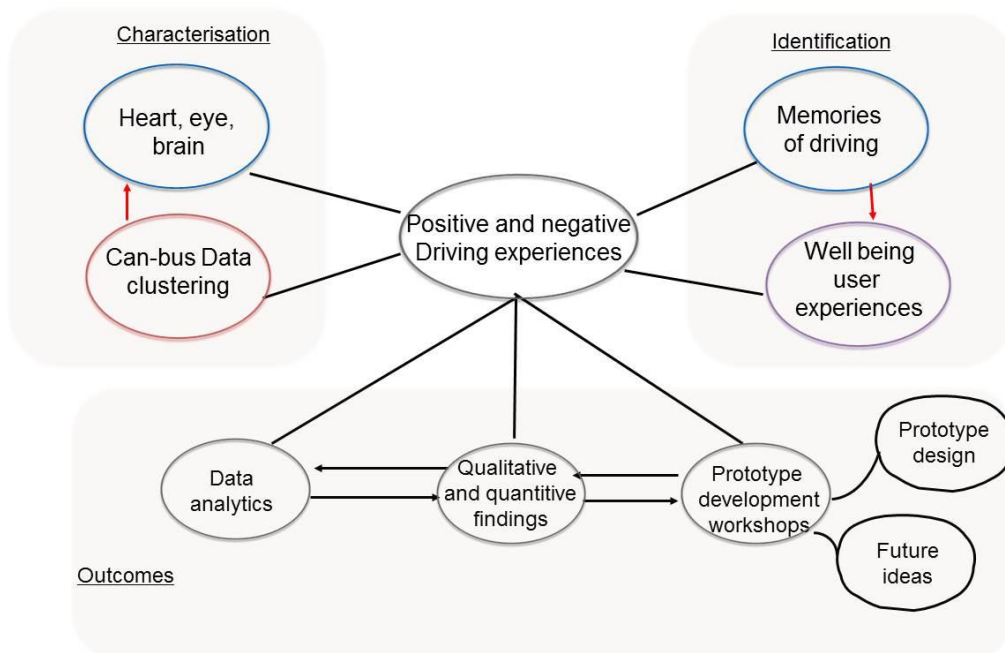 Characterisation
Heart, eye,
brain
Can-bus Data
clustering
Identification
Memories
of driving
Well being
user
experiences
Positive and negative
Driving experiences
Data
analytics
Qualitative
and quantitive
findings
Prototype
development
workshops
Prototype
design
Future
ideas
Outcomes